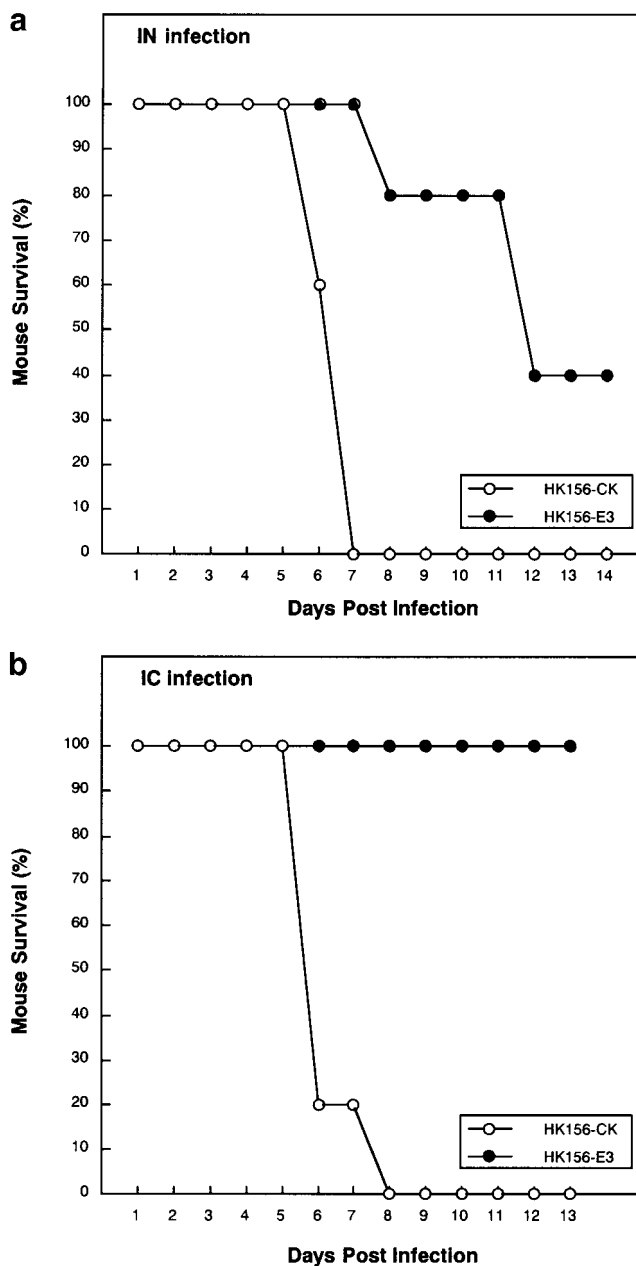 a
IN infection
100
90
80
70
60
50
40
30
20
10
0
Mouse Survival (%)
HK156-CK
HK156-E3
1 2 3 4 5 6 7 8 9 10 11 12 13 14
Days Post Infection
b
IC infection
100
90
80
70
60
50
40
30
20
10
0
Mouse Survival (%)
HK156-CK
HK156-E3
1 2 3 4 5 6 7 8 9 10 11 12 13
Days Post Infection